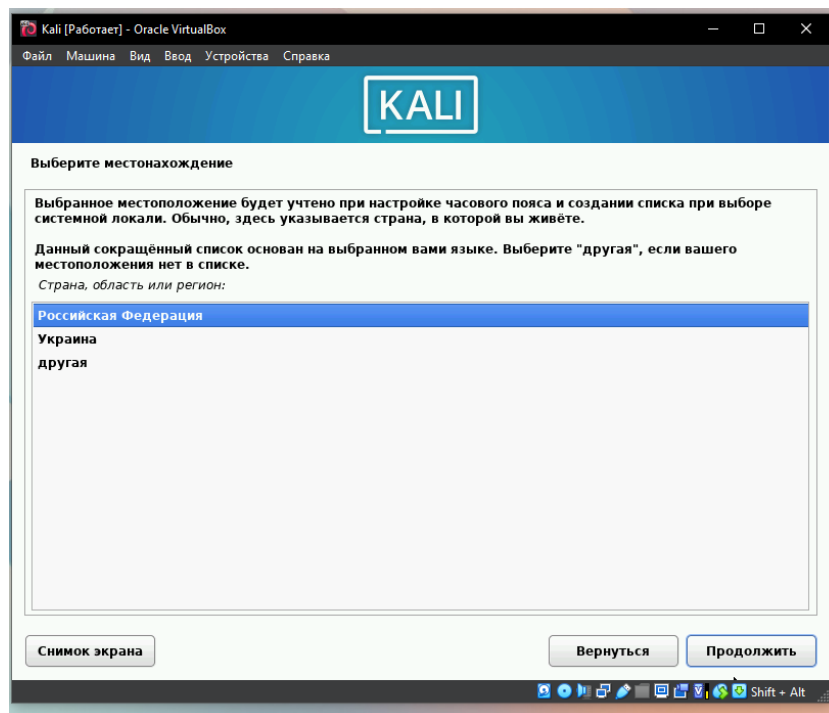 Kali [Работает] - Oracle VirtualBox
Файл Машина Вид Ввод Устройства Справка
KALI
Выберите местонахождение
Выбранное местоположение будет учтено при настройке часового пояса и создании списка при выборе
системной локали. Обычно, здесь указывается страна, в которой вы живёте.
Данный сокращённый список основан на выбранном вами языке. Выберите "другая", если вашего
местоположения нет в списке.
Страна, область или регион:
Российская Федерация
Украина
другая
Снимок экрана
Вернуться
Продолжить
Shift + Alt